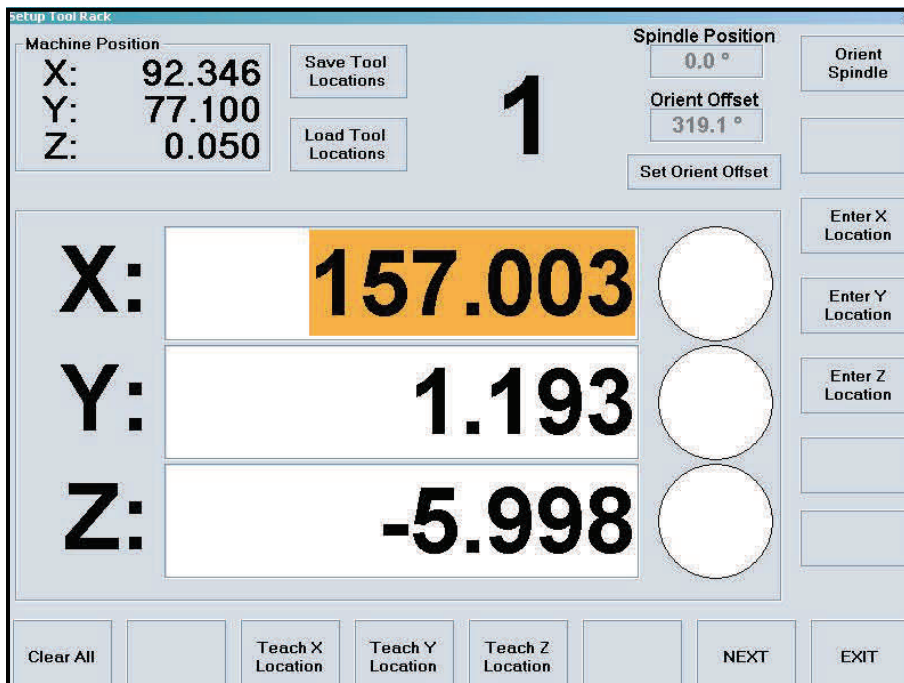 Setup Tool Rack
Machine Position
X: 92.346
Y: 77.100
Z: 0.050
Save Tool
Locations
Load Tool
Locations
1
Spindle Position
0.0 °
Orient Offset
319.1 °
Set Orient Offset
Orient
Spindle
Enter X
Location
Enter Y
Location
Enter Z
Location
X: 157.003
Y: 1.193
Z: -5.998
Clear All
Teach X
Location
Teach Y
Location
Teach Z
Location
NEXT
EXIT